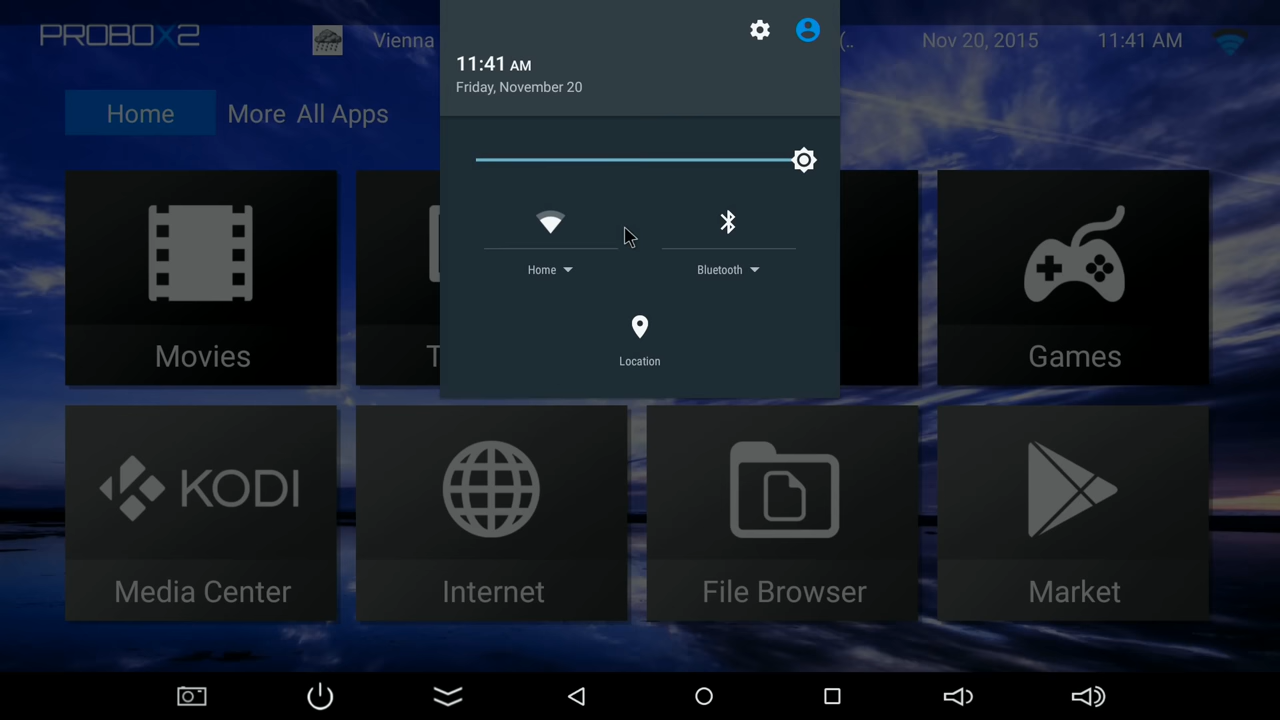 PROBOX2
Vienna
(..
Nov 20, 2015
11:41 AM
11:41 AM
Friday, November 20
Home
More
All Apps
Home
Bluetooth
Location
Movies
T
Games
KODI
Media Center
Internet
File Browser
Market